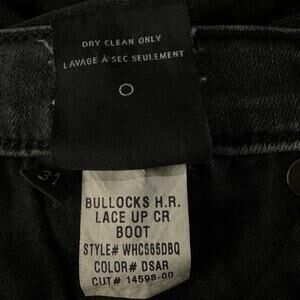 DRY CLEAN ONLY
LAVAGE À SEC SEULEMENT
31
BULLOCKS H.R.
LACE UP CR
BOOT
STYLE# WHC565DBQ
COLOR# DSAR
CUT# 14598-00